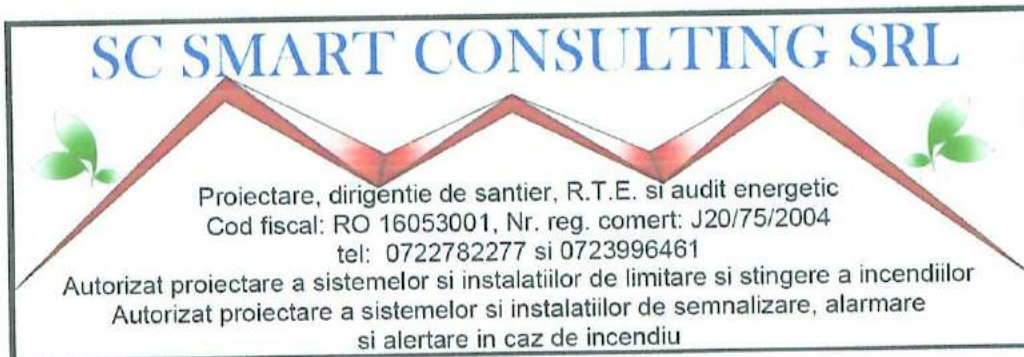 SC SMART CONSULTING SRL
Proiectare, dirigentie de santier, R.T.E. si audit energetic
Cod fiscal: RO 16053001, Nr. reg. comert: J20/75/2004
tel: 0722782277 si 0723996461
Autorizat proiectare a sistemelor si instalatiilor de limitare si stingere a incendiilor
Autorizat proiectare a sistemelor si instalatiilor de semnalizare, alarmare
si alertare in caz de incendiu